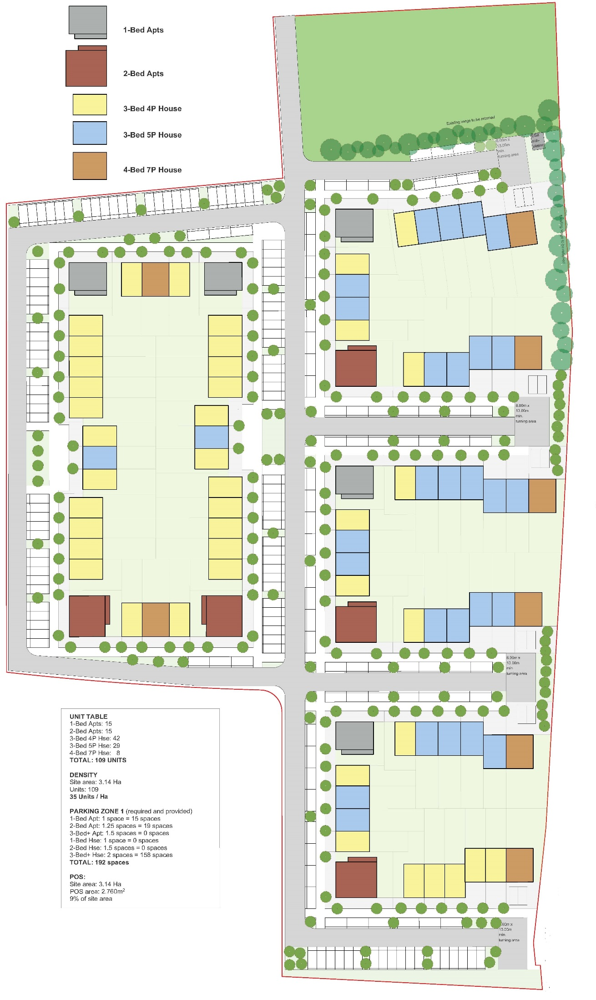 1-Bed Apts
2-Bed Apts
3-Bed 4P House
3-Bed 5P House
4-Bed 7P House
Existing verge to be retained
ESB
sub-
station
6.00m x
13.00m
min.
turning area
Existing verge to be retained
8.00m x
13.00m
min.
turning area
6.00m x
13.00m
min.
turning area
.00m x
13.00m
min.
turning area
UNIT TABLE
1-Bed Apts: 15
2-Bed Apts: 15
3-Bed 4P Hse: 42
3-Bed 5P Hse: 29
4-Bed 7P Hse: 8
TOTAL: 109 UNITS
DENSITY
Site area: 3.14 Ha
Units: 109
35 Units / Ha
PARKING ZONE 1 (required and provided)
1-Bed Apt: 1 space = 15 spaces
2-Bed Apt: 1.25 spaces = 19 spaces
3-Bed+ Apt: 1.5 spaces = 0 spaces
1-Bed Hse: 1 space = 0 spaces
2-Bed Hse: 1.5 spaces = 0 spaces
3-Bed+ Hse: 2 spaces = 158 spaces
TOTAL: 192 spaces
POS:
Site area: 3.14 Ha
POS area: 2.760m²
9% of site area